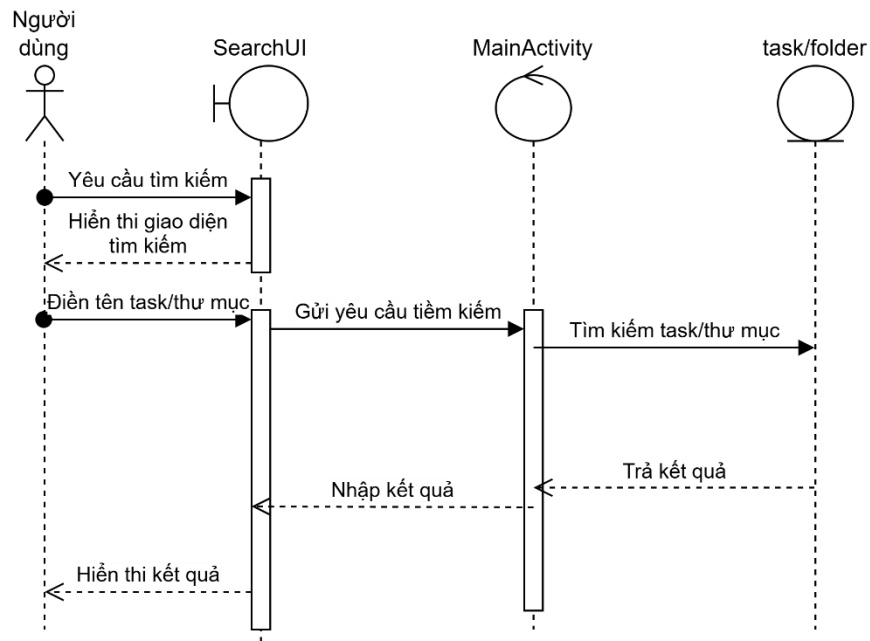 Người
dùng
SearchUI
MainActivity
task/folder
Yêu cầu tìm kiếm
Hiển thi giao diện
tìm kiếm
Điền tên task/thư mục
Gửi yêu cầu tiềm kiếm
Tìm kiếm task/thư mục
Trả kết quả
Nhập kết quả
Hiển thi kết quả